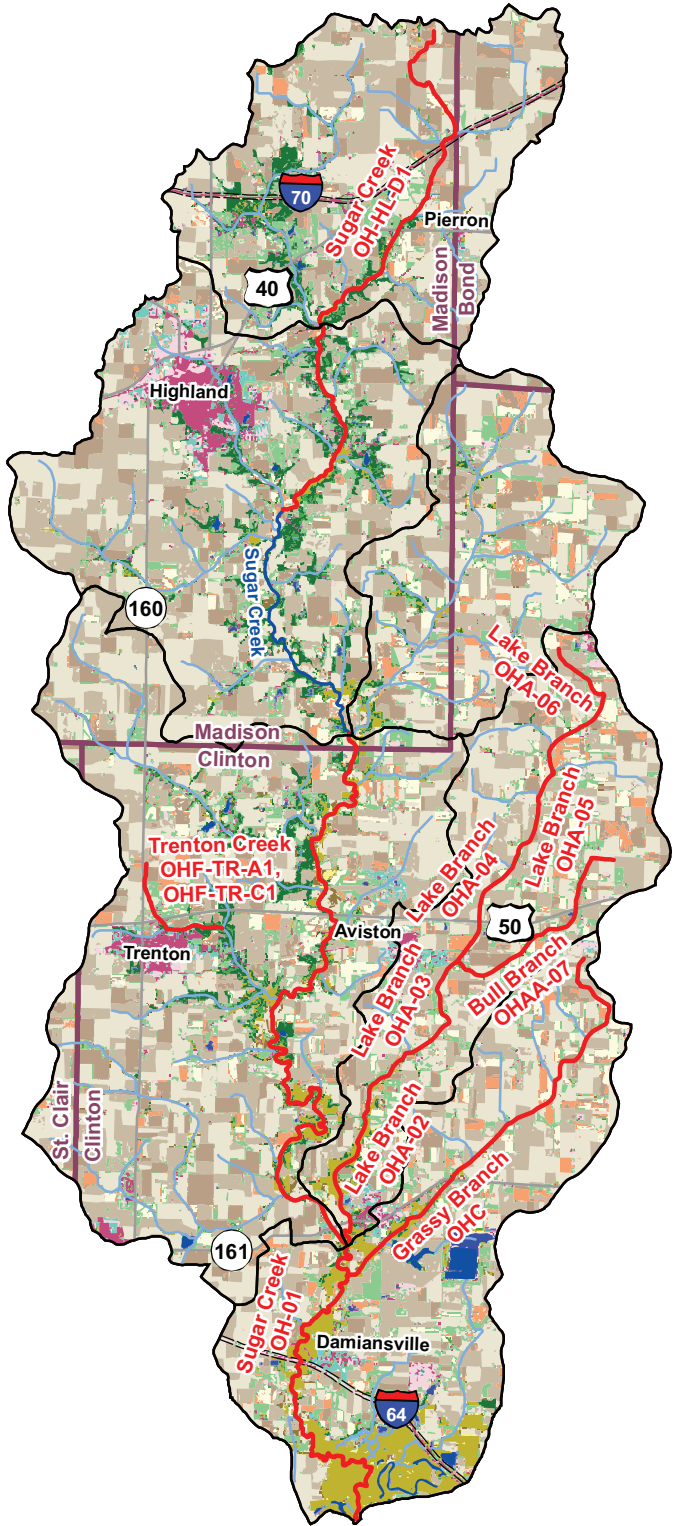 Sugar Creek
OH-HL-D1
70
Pierron
40
Madison
Bond
Highland
Sugar Creek
160
Lake Branch
OHA-06
Madison
Clinton
Lake Branch
OHA-05
Lake Branch
OHA-04
Trenton Creek
OHF-TR-A1,
OHF-TR-C1
50
Aviston
Trenton
Lake Branch
OHA-03
Bull Branch
OHAA-07
St. Clair
Clinton
Lake Branch
OHA-02
Grassy Branch
OHC
161
Sugar Creek
OH-01
Damiansville
64